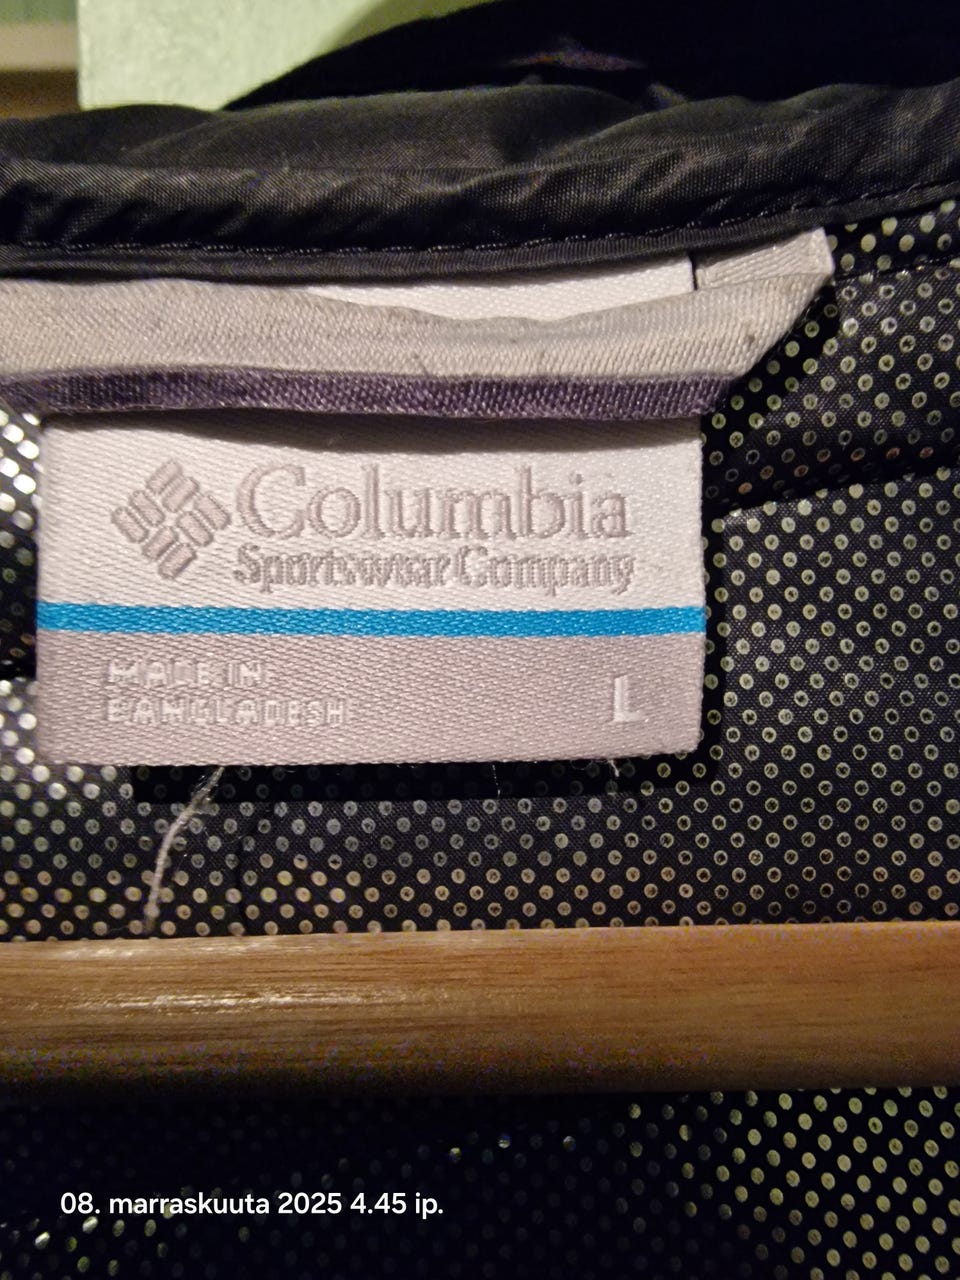 Columbia
Sportswear Company
MADE IN
BANGLADESH
L
08. marraskuuta 2025 4.45 ip.